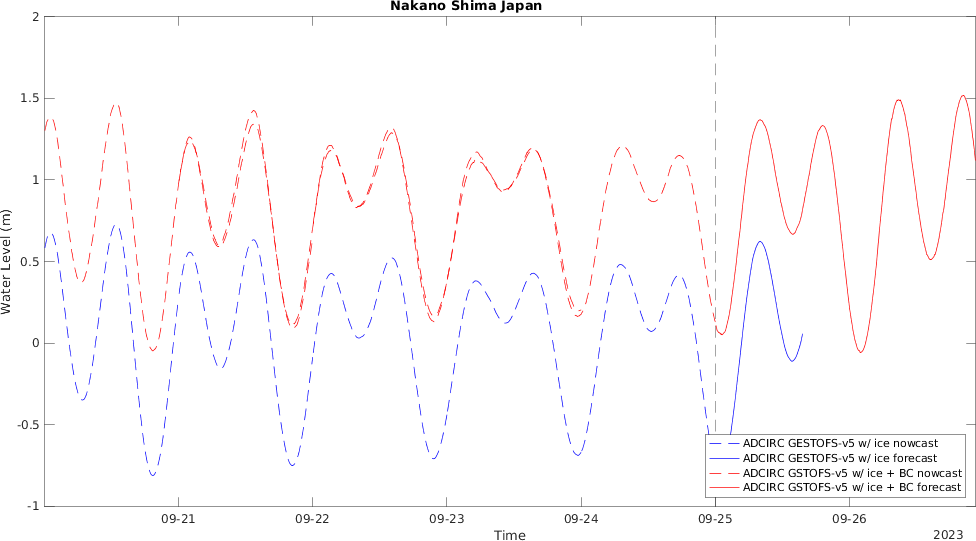 Nakano Shima Japan
Water Level (m)
2
1.5
1
0.5
0
-0.5
-1
09-21
09-22
09-23
09-24
09-25
09-26
Time
2023
ADCIRC GESTOFS-v5 w/ ice nowcast
ADCIRC GESTOFS-v5 w/ ice forecast
ADCIRC GSTOFS-v5 w/ ice + BC nowcast
ADCIRC GSTOFS-v5 w/ ice + BC forecast